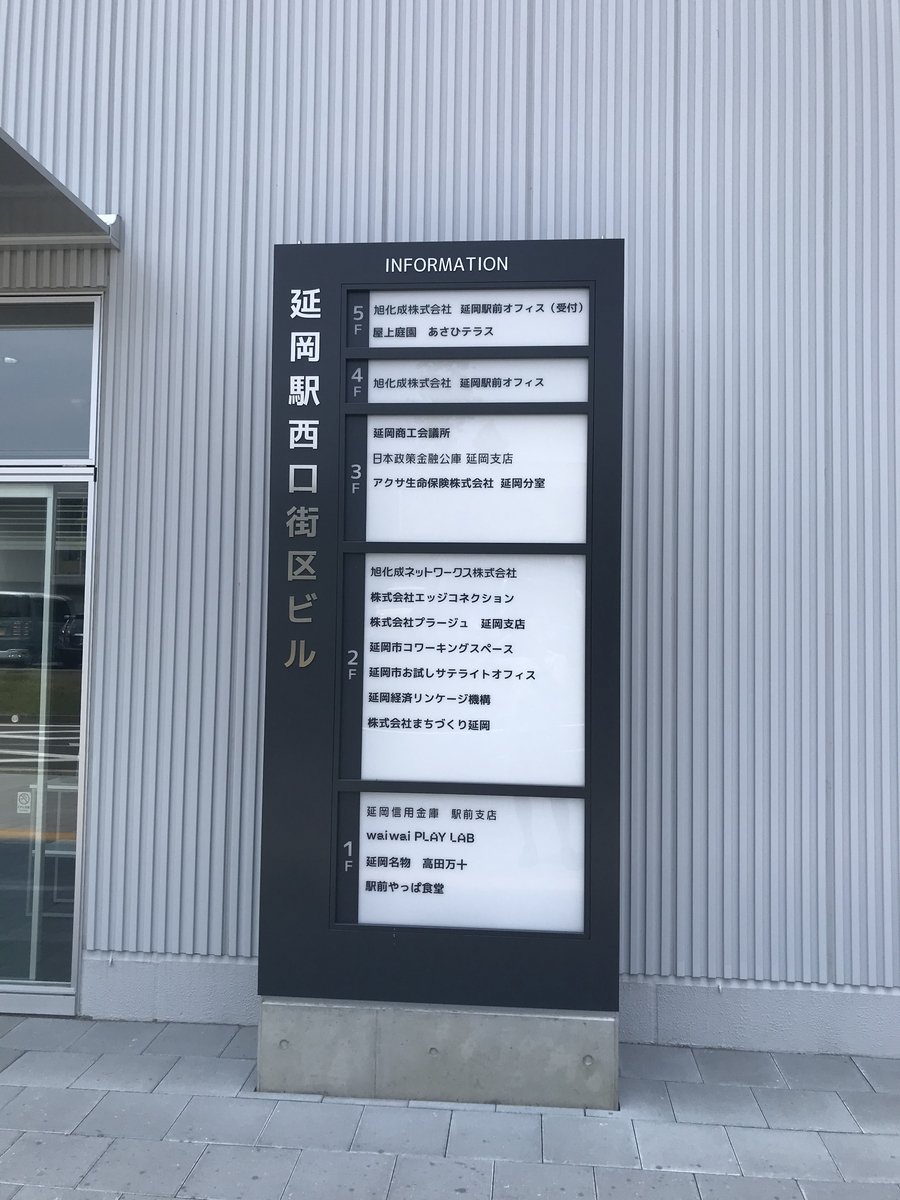 INFORMATION
延岡駅西口街区ビル
5F
旭化成株式会社 延岡駅前オフィス（受付）
屋上庭園 あさひテラス
4F
旭化成株式会社 延岡駅前オフィス
3F
延岡商工会議所
日本政策金融公庫 延岡支店
アクサ生命保険株式会社 延岡分室
2F
旭化成ネットワークス株式会社
株式会社エッジコネクション
株式会社プラージュ 延岡支店
延岡市コワーキングスペース
延岡市お試しサテライトオフィス
延岡経済リンケージ機構
株式会社まちづくり延岡
1F
延岡信用金庫 駅前支店
waiwai PLAY LAB
延岡名物 高田万十
駅前やっぱ食堂